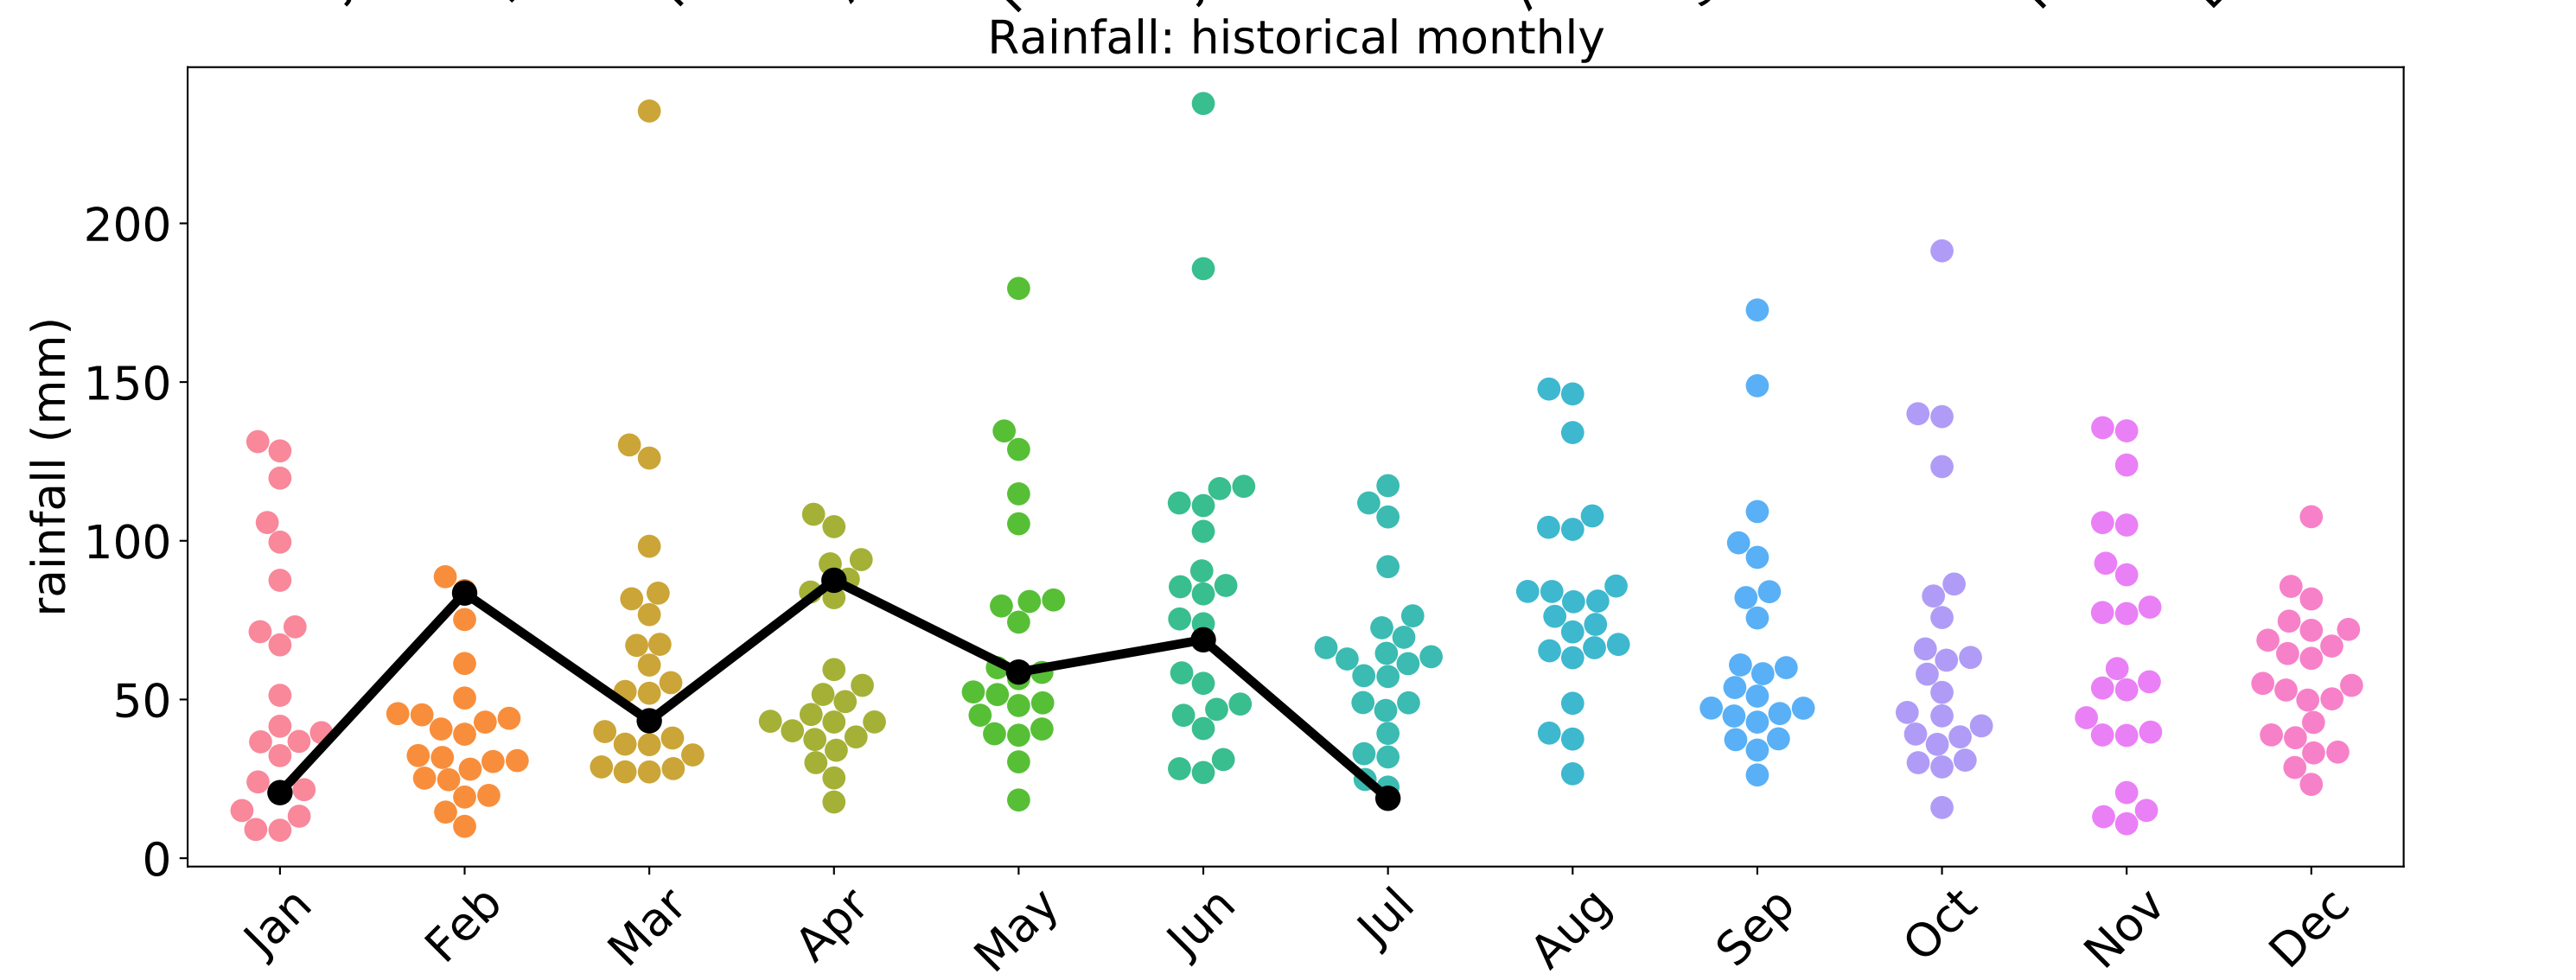 Rainfall: historical monthly
rainfall (mm)
200
150
100
50
0
Jan
Feb
Mar
Apr
May
Jun
Jul
Aug
Sep
Oct
Nov
Dec